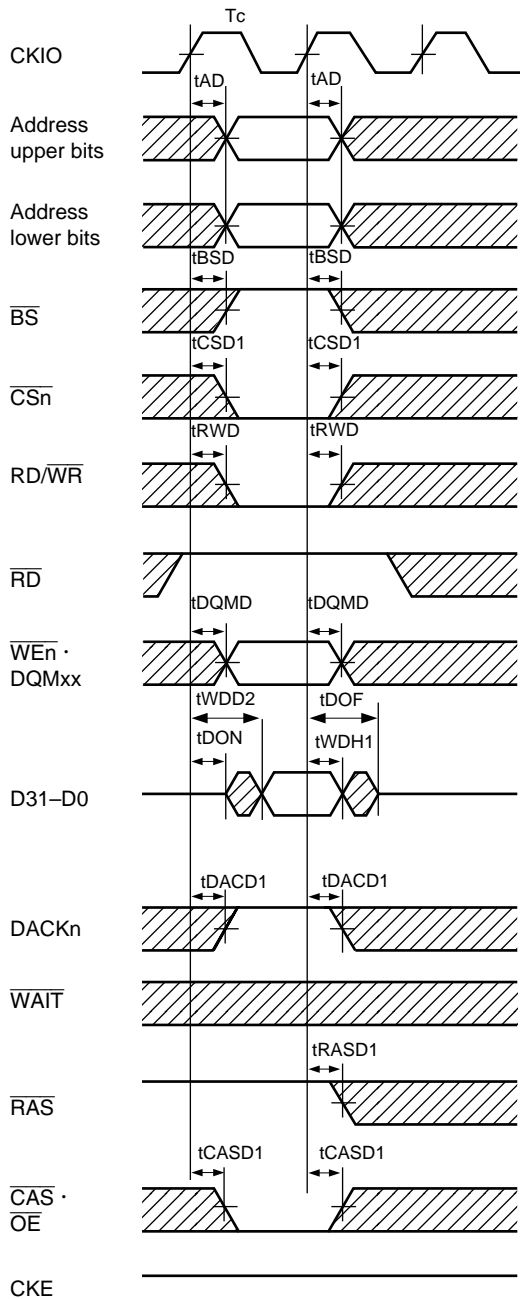 Tc
CKIO
tAD tAD
Address
upper bits
Address
lower bits
tBSD tBSD
BS
tCSD1 tCSD1
CSn
tRWD tRWD
RD/WR
RD
tDQMD tDQMD
WEn ·
DQMxx
tWDD2 tDOF
tDON tWDH1
D31–D0
tDACD1 tDACD1
DACKn
WAIT
tRASD1
RAS
tCASD1 tCASD1
CAS ·
OE
CKE